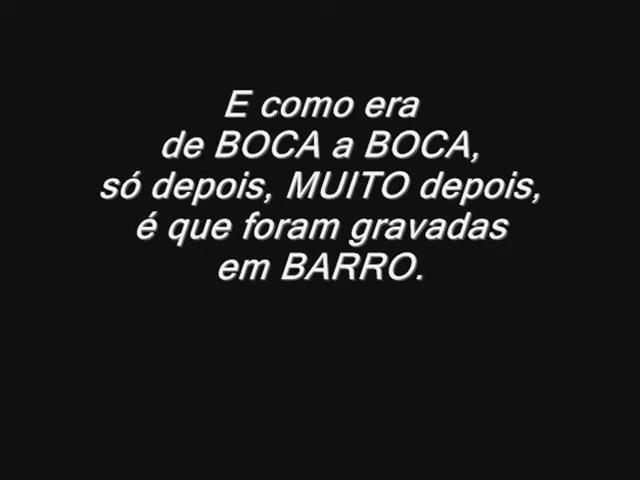 E como era
de BOCA a BOCA,
só depois, MUITO depois,
é que foram gravadas
em BARRO.